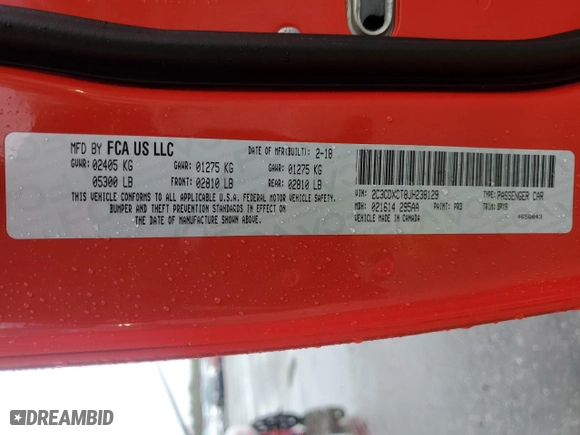 MFD BY FCA US LLC DATE OF MFR(BUILT): 2-18
GVWR: 02405 KG GAWR: 01275 KG GAWR: 01275 KG
05300 LB FRONT: 02810 LB REAR: 02810 LB
THIS VEHICLE CONFORMS TO ALL APPLICABLE U.S.A. FEDERAL MOTOR VEHICLE SAFETY,
BUMPER AND THEFT PREVENTION STANDARDS IN EFFECT ON
THE DATE OF MANUFACTURE SHOWN ABOVE.
VIN: 2C3CDXCT8JH238129 TYPE: PASSENGER CAR
MDH: 021614 295AA PAINT: PR3 TRIM:
VEHICLE MADE IN CANADA
DREAMBID